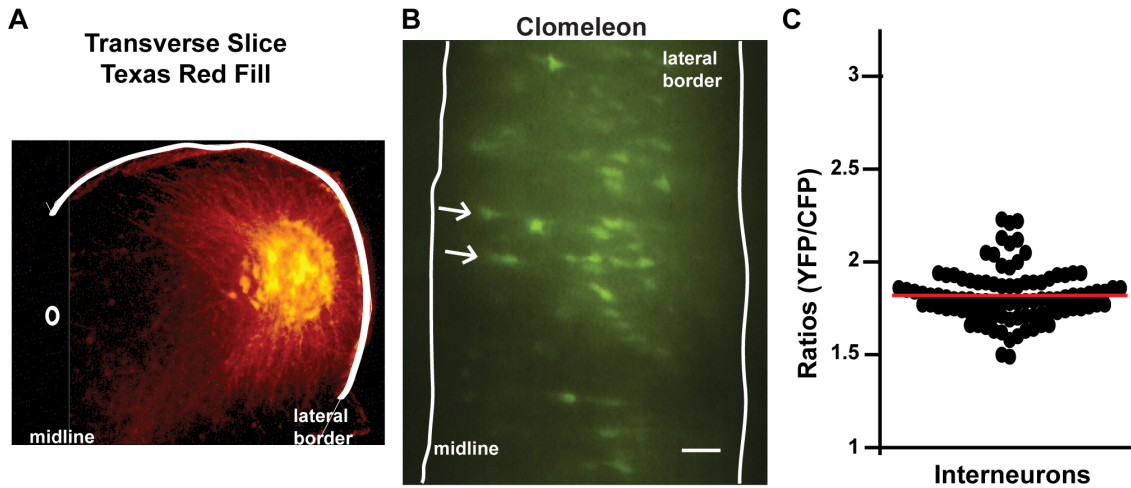 A
Transverse Slice
Texas Red Fill
midline
lateral
border
B
Clomeleon
lateral
border
midline
C
Ratios (YFP/CFP)
3
2.5
2
1.5
1
Interneurons